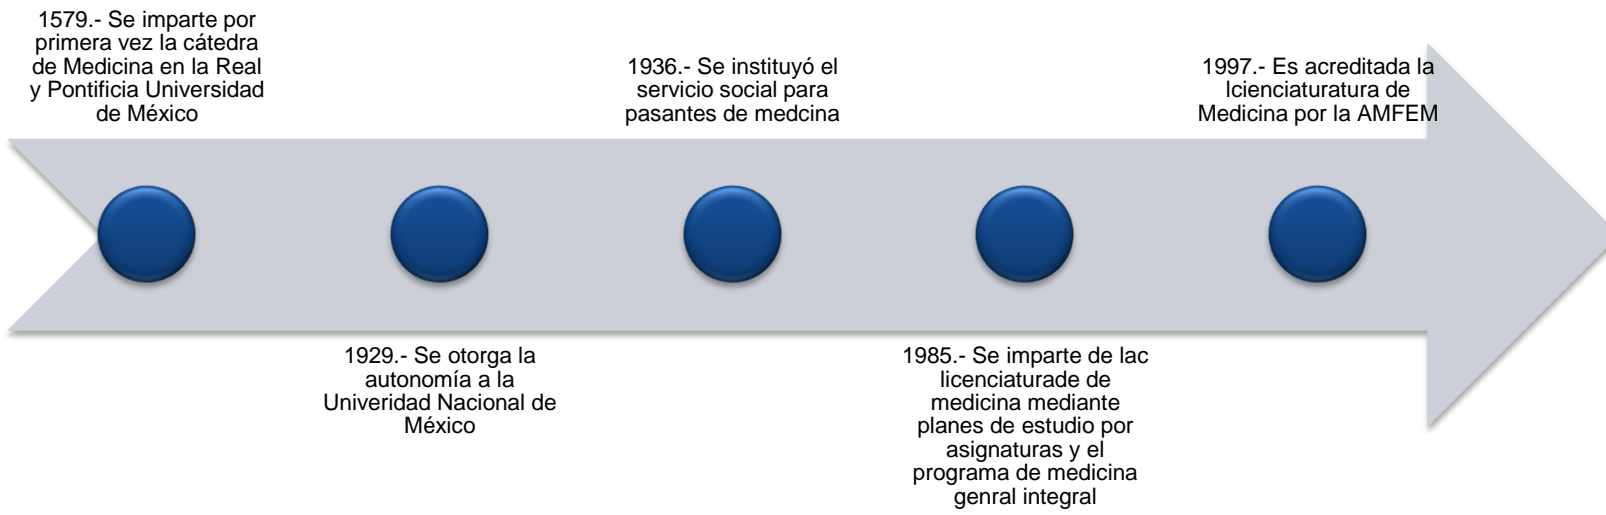 1579.- Se imparte por
primera vez la cátedra
de Medicina en la Real
y Pontificia Universidad
de México
1929.- Se otorga la
autonomía a la
Univeridad Nacional de
México
1936.- Se instituyó el
servicio social para
pasantes de medcina
1985.- Se imparte de lac
licenciaturade de
medicina mediante
planes de estudio por
asignaturas y el
programa de medicina
genral integral
1997.- Es acreditada la
lcienciaturatura de
Medicina por la AMFEM